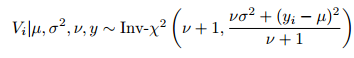 $V_i|\mu, \sigma^2, \nu, y \sim \text{Inv-}\chi^2\left(\nu + 1, \frac{\nu\sigma^2 + (y_i - \mu)^2}{\nu + 1}\right)$